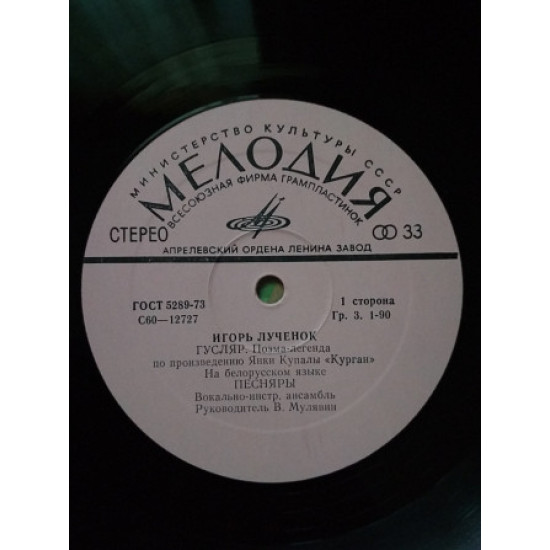 МИНИСТЕРСТВО КУЛЬТУРЫ СССР
МЕЛОДИЯ
ВСЕСОЮЗНАЯ ФИРМА ГРАМПЛАСТИНОК
СТЕРЕО 33
АПРЕЛЕВСКИЙ ОРДЕНА ЛЕНИНА ЗАВОД
ГОСТ 5289-73 1 сторона
С60—12727 Гр. 3. 1-90
ИГОРЬ ЛУЧЕНОК
ГУСЛЯР. Поэма-легенда
по произведению Янки Купалы «Курган»
На белорусском языке
ПЕСНЯРЫ
Вокально-инстр. ансамбль
Руководитель В. Мулявин